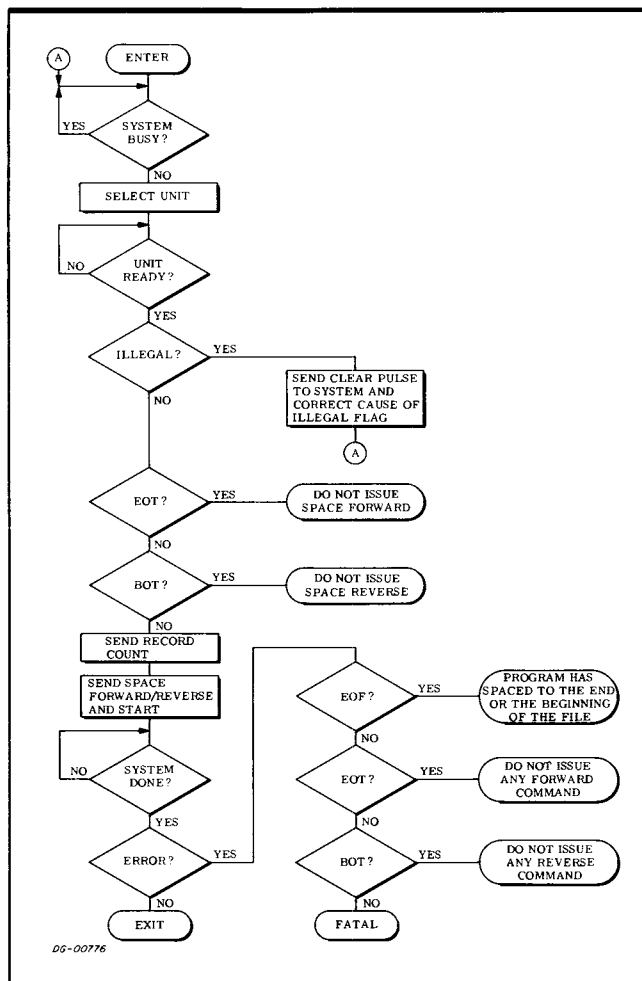 A
ENTER
YES
SYSTEM
BUSY?
NO
SELECT UNIT
NO
UNIT
READY?
YES
ILLEGAL?
YES
NO
SEND CLEAR PULSE
TO SYSTEM AND
CORRECT CAUSE OF
ILLEGAL FLAG
A
EOT?
YES
DO NOT ISSUE
SPACE FORWARD
NO
BOT?
YES
DO NOT ISSUE
SPACE REVERSE
NO
SEND RECORD
COUNT
SEND SPACE
FORWARD/REVERSE
AND START
NO
SYSTEM
DONE?
YES
ERROR?
YES
NO
EXIT
EOF?
YES
PROGRAM HAS
SPACED TO THE END
OR THE BEGINNING
OF THE FILE
NO
EOT?
YES
DO NOT ISSUE
ANY FORWARD
COMMAND
NO
BOT?
YES
DO NOT ISSUE
ANY REVERSE
COMMAND
NO
FATAL
DG-00776